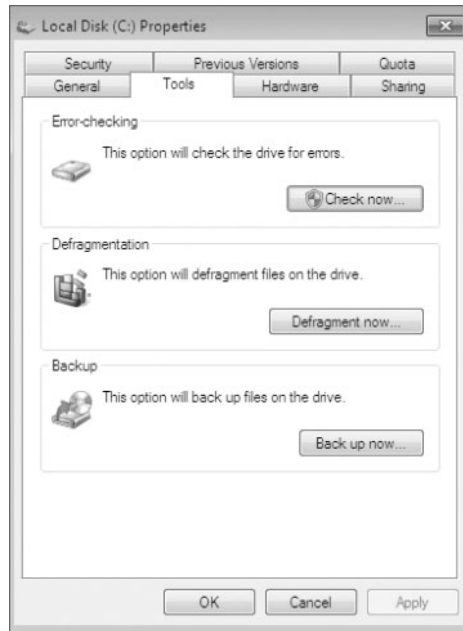 Local Disk (C:) Properties
Security Previous Versions Quota
General Tools Hardware Sharing
Error-checking
This option will check the drive for errors.
Check now...
Defragmentation
This option will defragment files on the drive.
Defragment now...
Backup
This option will back up files on the drive.
Back up now...
OK Cancel Apply